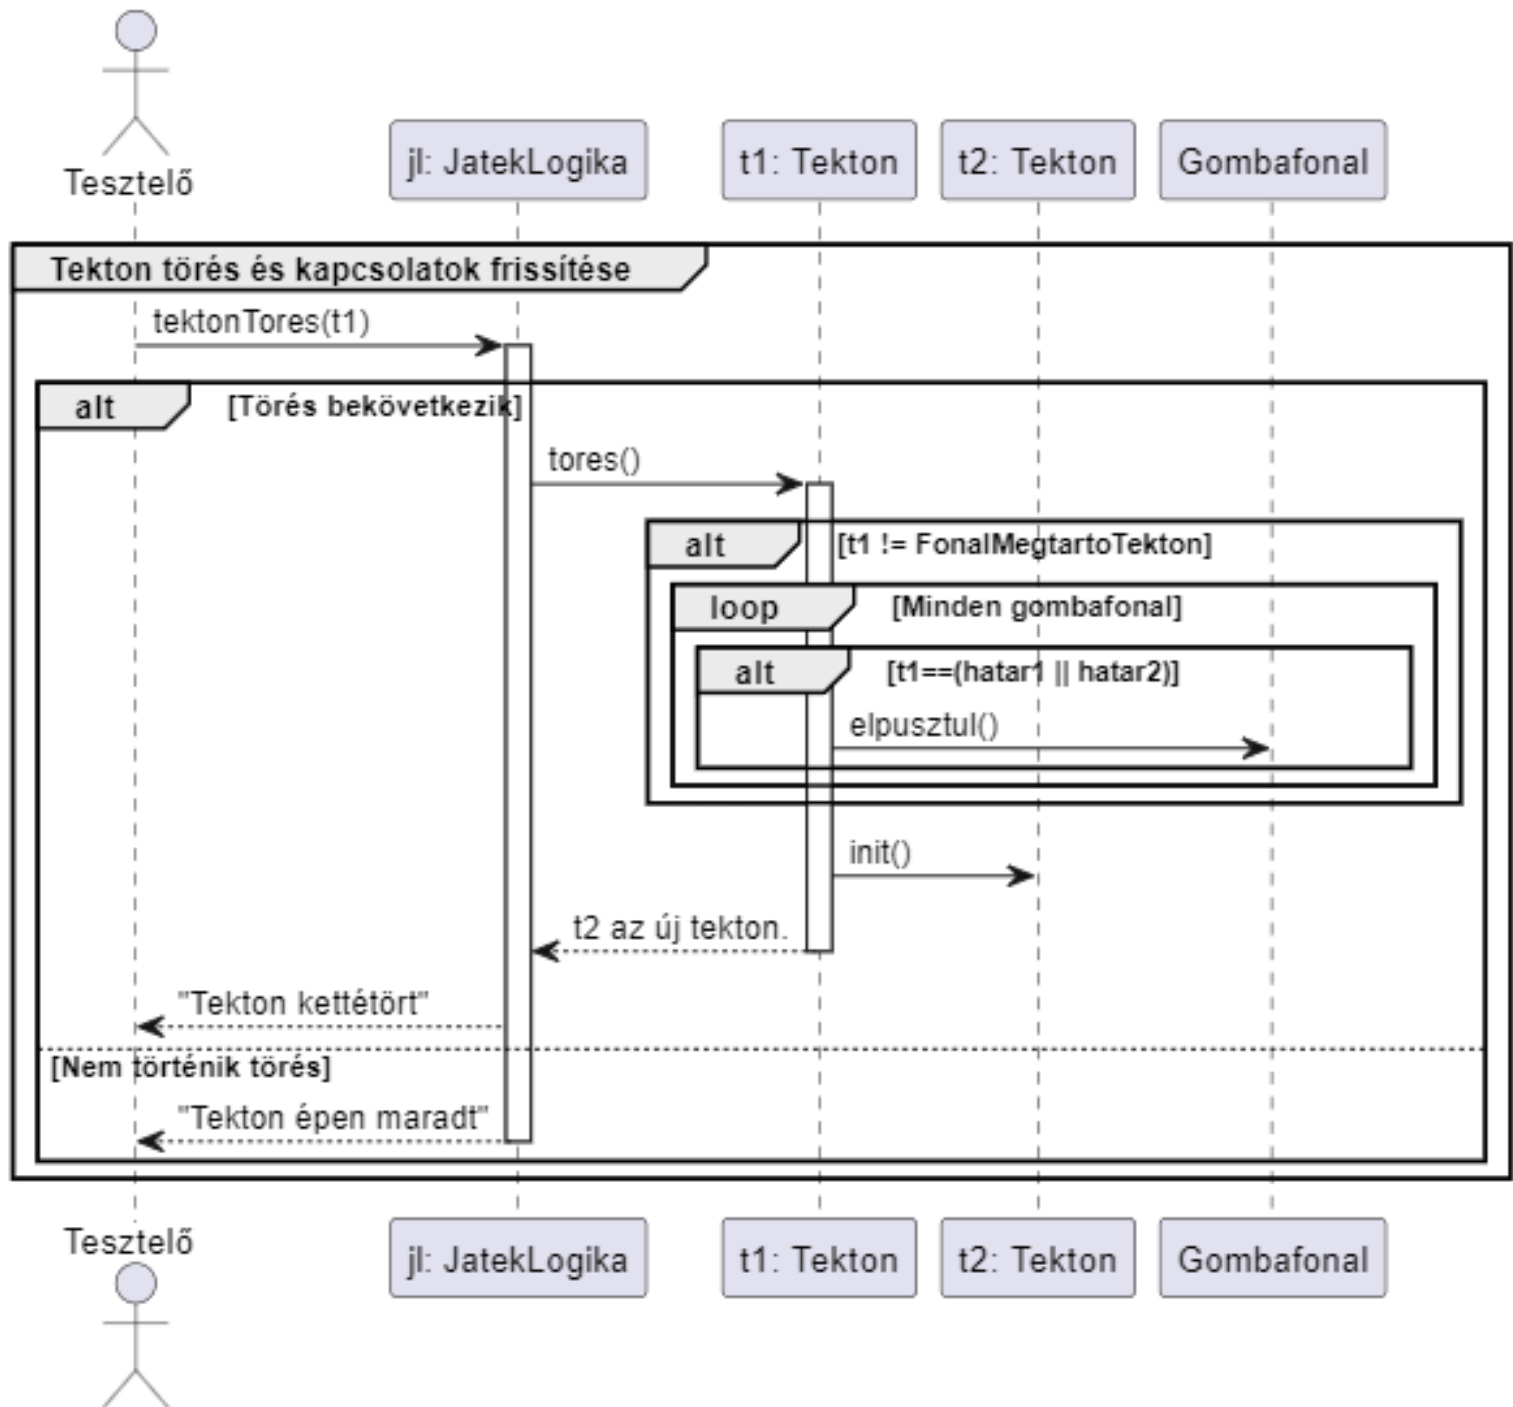 Tesztelő
jl: JatekLogika
t1: Tekton
t2: Tekton
Gombafonal
Tekton törés és kapcsolatok frissítése
tektonTores(t1)
alt [Törés bekövetkezik]
tores()
alt [t1 != FonalMegtartoTekton]
loop [Minden gombafonal]
alt [t1==(hatar1 || hatar2)]
elpusztul()
init()
t2 az új tekton.
"Tekton kettétört"
[Nem történik törés]
"Tekton épen maradt"
Tesztelő
jl: JatekLogika
t1: Tekton
t2: Tekton
Gombafonal